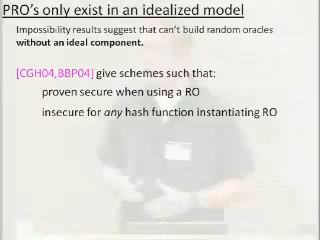 PRO's only exist in an idealized model
Impossibility results suggest that can't build random oracles
without an ideal component.
[CGH04,BBP04] give schemes such that:
proven secure when using a RO
insecure for any hash function instantiating RO